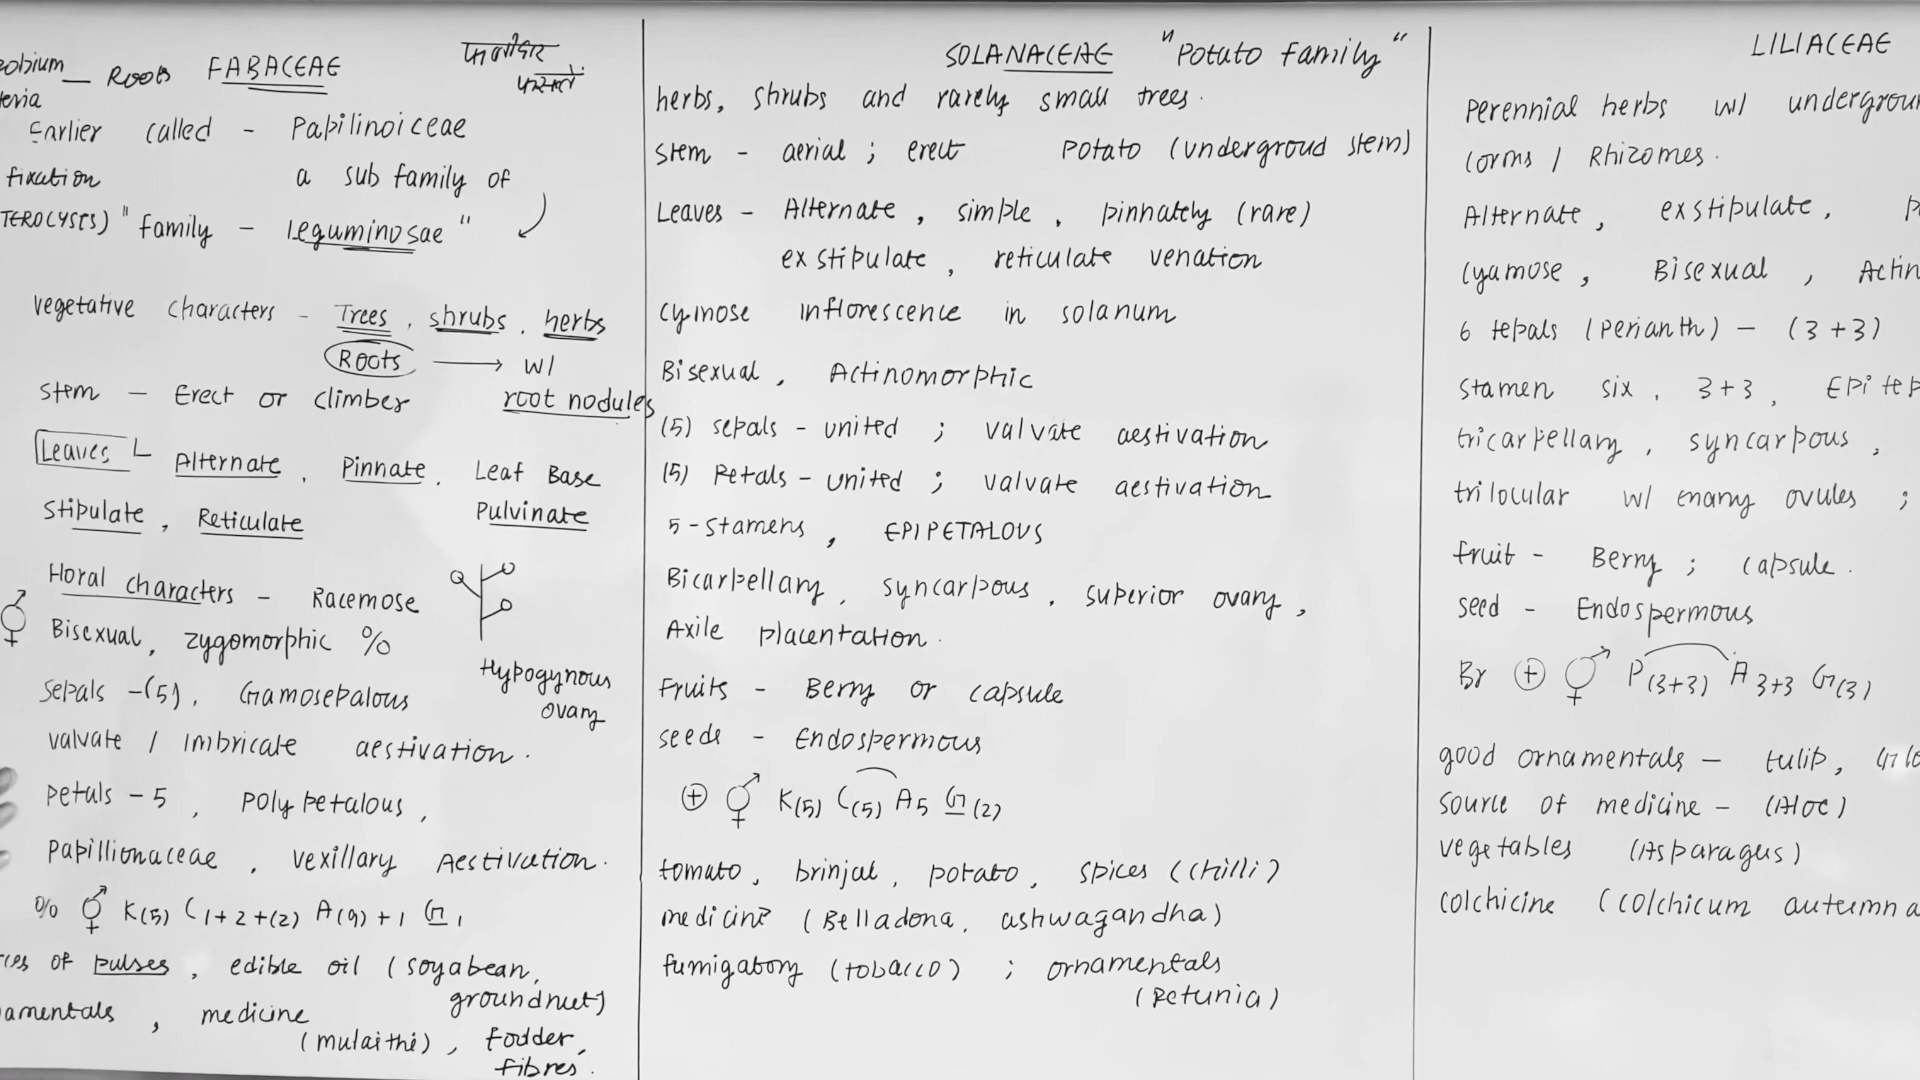 obium — Roots FABACEAE
Earlier called - Papilinoiceae
fixation a sub family of
TEROCYSTS) "family - Leguminosae"
vegetative characters - Trees, shrubs, herbs
Roots → w/
stem - Erect or climber root nodules
Leaves Alternate, Pinnate, Leaf Base
Stipulate, Reticulate Pulvinate
Floral characters - Racemose
⚥ Bisexual, zygomorphic %
Hypogynous
ovary
sepals -(5), Gamosepalous
valvate / Imbricate aestivation.
petals - 5, polypetalous,
Papillionaceae, vexillary Aestivation.
% ⚥ K(5) C1+2+(2) A(9)+1 G1
of pulses, edible oil (soyabean,
groundnut)
amentals, medicine
(mulaithi), fodder,
fibres.
SOLANACEAE "Potato family"
herbs, shrubs and rarely small trees.
stem - aerial ; erect Potato (undergroud stem)
Leaves - Alternate, simple, pinnately (rare)
exstipulate, reticulate venation
cymose inflorescence in solanum
Bisexual, Actinomorphic
(5) sepals - united ; valvate aestivation
(5) Petals - united ; valvate aestivation
5-Stamens, EPIPETALOUS
Bicarpellary, syncarpous, superior ovary,
Axile placentation.
Fruits - Berry or capsule
seeds - Endospermous
⊕ ⚥ K(5) C(5) A5 G(2)
tomato, brinjal, potato, spices (chilli)
medicine (Belladona, ashwagandha)
fumigatory (tobacco) ; ornamentals
(Petunia)
LILIACEAE
Perennial herbs w/ undergroun
Corms / Rhizomes.
Alternate, exstipulate, p
Cyamose, Bisexual, Actin
6 tepals (Perianth) - (3+3)
stamen six, 3+3, Epitep
tricarpellary, syncarpous,
trilocular w/ enamy ovules ;
fruit - Berry ; capsule.
seed - Endospermous
Br ⊕ ⚥ P(3+3) A3+3 G(3)
good ornamentals - tulip, Glo
source of medicine - (Aloe)
vegetables (Asparagus)
colchicine (colchicum autumna